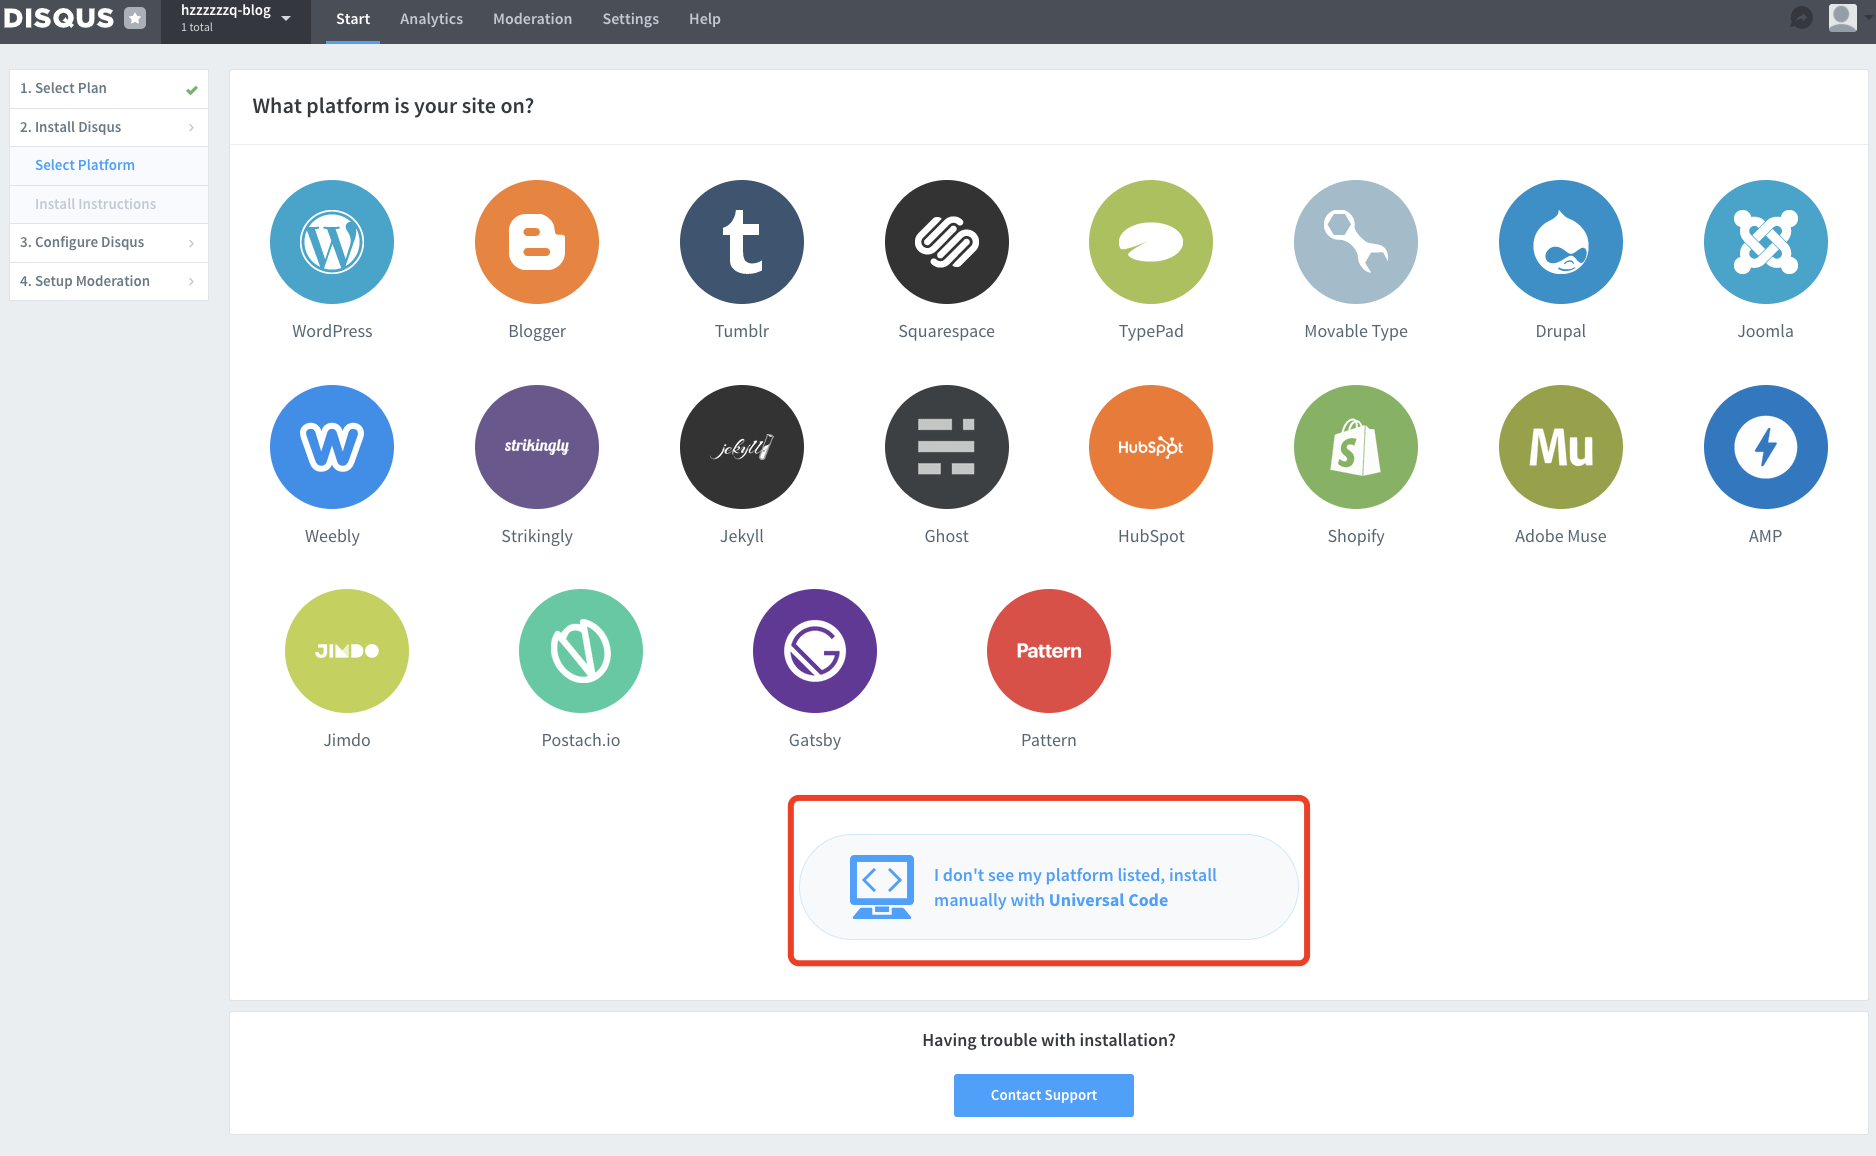 DISQUS
hzzzzzzq-blog
1 total
Start
Analytics
Moderation
Settings
Help
1. Select Plan
2. Install Disqus
Select Platform
Install Instructions
3. Configure Disqus
4. Setup Moderation
What platform is your site on?
WordPress
Blogger
Tumblr
Squarespace
TypePad
Movable Type
Drupal
Joomla
strikingly
jekyll
HubSpot
Mu
Weebly
Strikingly
Jekyll
Ghost
HubSpot
Shopify
Adobe Muse
AMP
JIMDO
Pattern
Jimdo
Postach.io
Gatsby
Pattern
I don't see my platform listed, install
manually with Universal Code
Having trouble with installation?
Contact Support